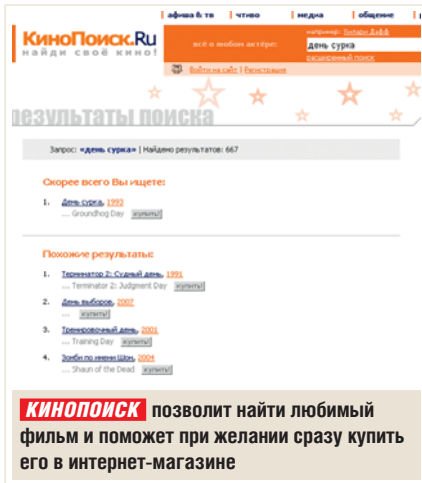 афиша & тв | чтиво | медиа | общение
КиноПоиск.Ru
найди своё кино!
всё о любом актёре:
например: Хилари Дафф
день сурка
расширенный поиск
Войти на сайт | Регистрация
результаты поиска
Запрос: «день сурка» | Найдено результатов: 667
Скорее всего Вы ищете:
1. День сурка, 1993
... Groundhog Day купить!
Похожие результаты:
1. Терминатор 2: Судный день, 1991
... Terminator 2: Judgment Day купить!
2. День выборов, 2007
... купить!
3. Тренировочный день, 2001
... Training Day купить!
4. Зомби по имени Шон, 2004
... Shaun of the Dead купить!
КИНОПОИСК позволит найти любимый
фильм и поможет при желании сразу купить
его в интернет-магазине